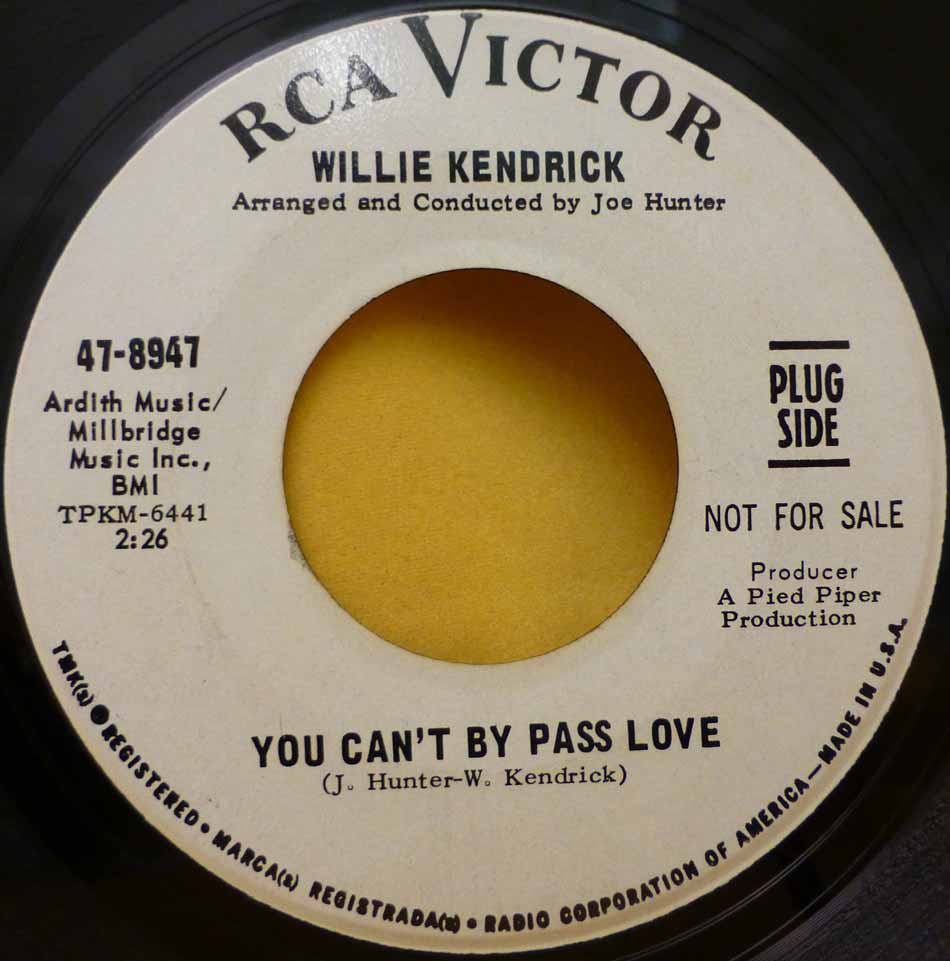 RCA VICTOR
WILLIE KENDRICK
Arranged and Conducted by Joe Hunter
47-8947
Ardith Music/
Millbridge
Music Inc.,
BMI
TPKM-6441
2:26
PLUG
SIDE
NOT FOR SALE
Producer
A Pied Piper
Production
YOU CAN'T BY PASS LOVE
(J. Hunter-W. Kendrick)
TMK(s) ● REGISTERED • MARCA(s) REGISTRADA(s) • RADIO CORPORATION OF AMERICA—MADE IN U.S.A.